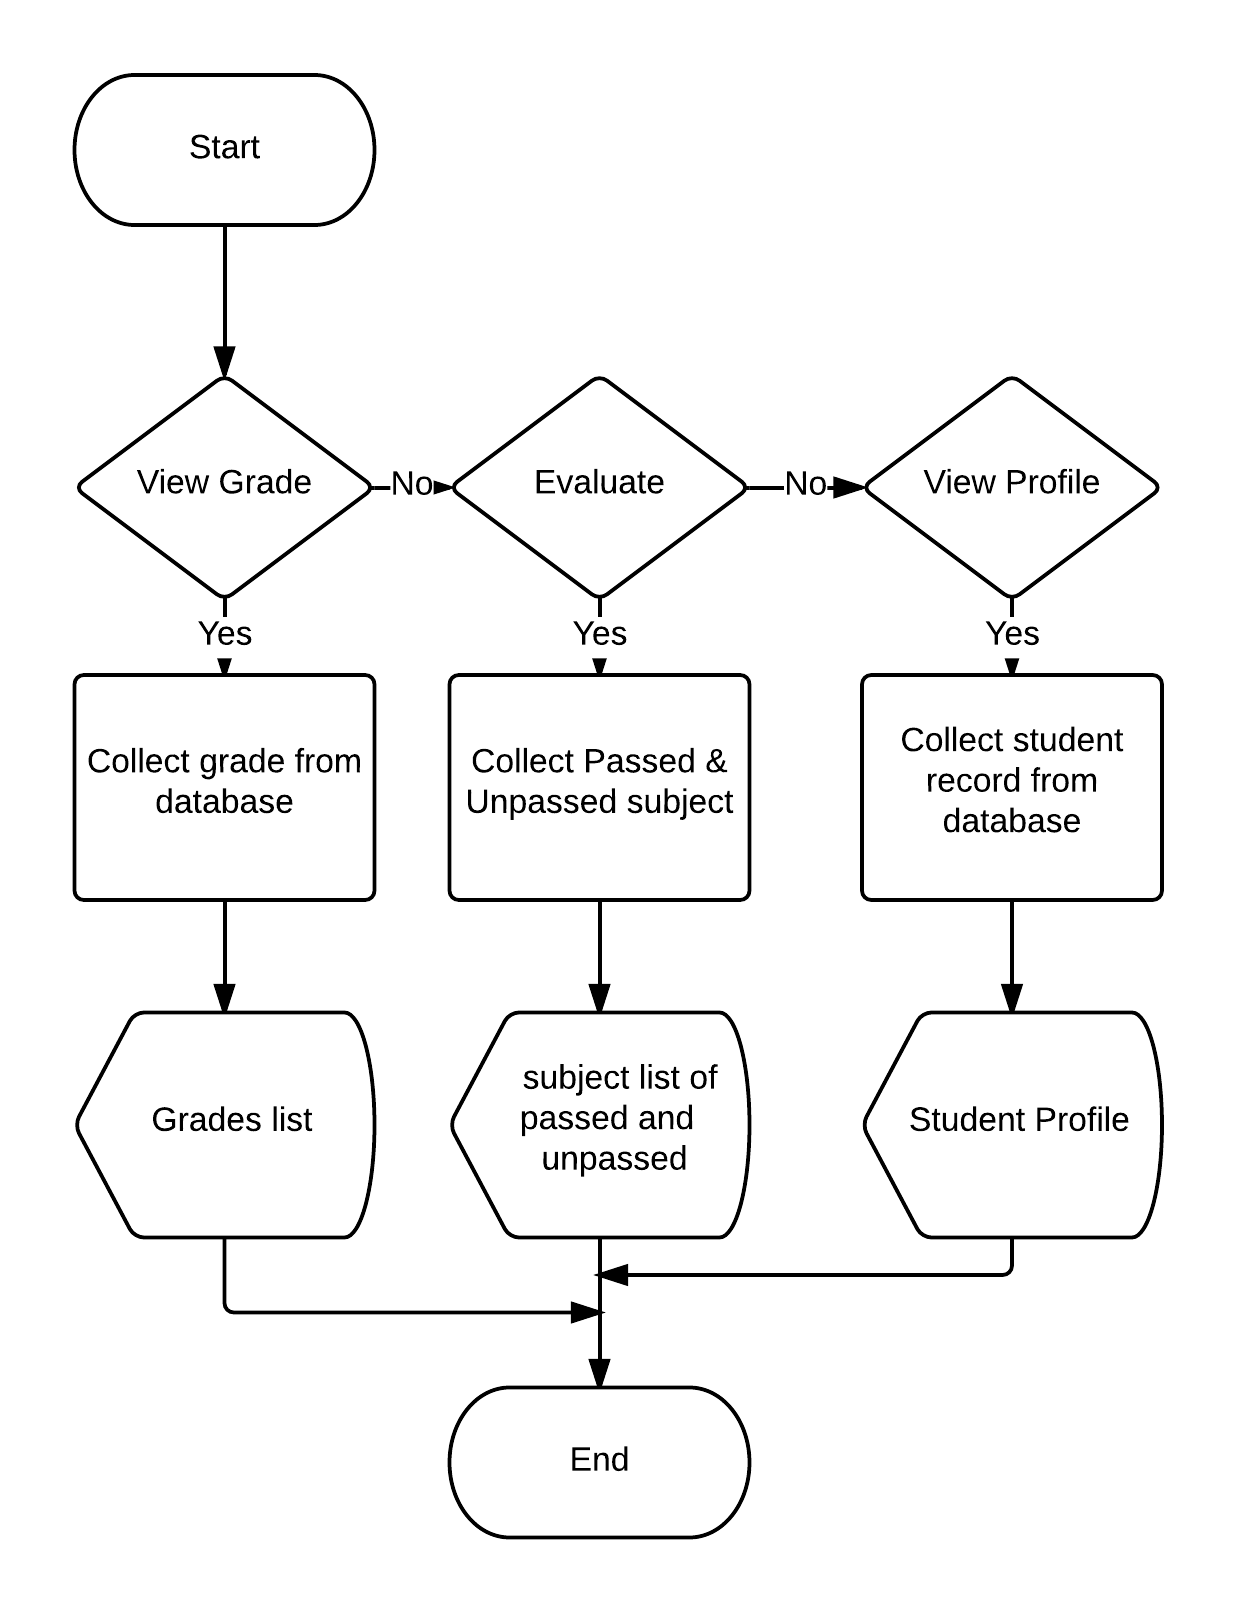 Start
View Grade
No
Evaluate
No
View Profile
Yes
Yes
Yes
Collect grade from
database
Collect Passed &
Unpassed subject
Collect student
record from
database
Grades list
subject list of
passed and
unpassed
Student Profile
End